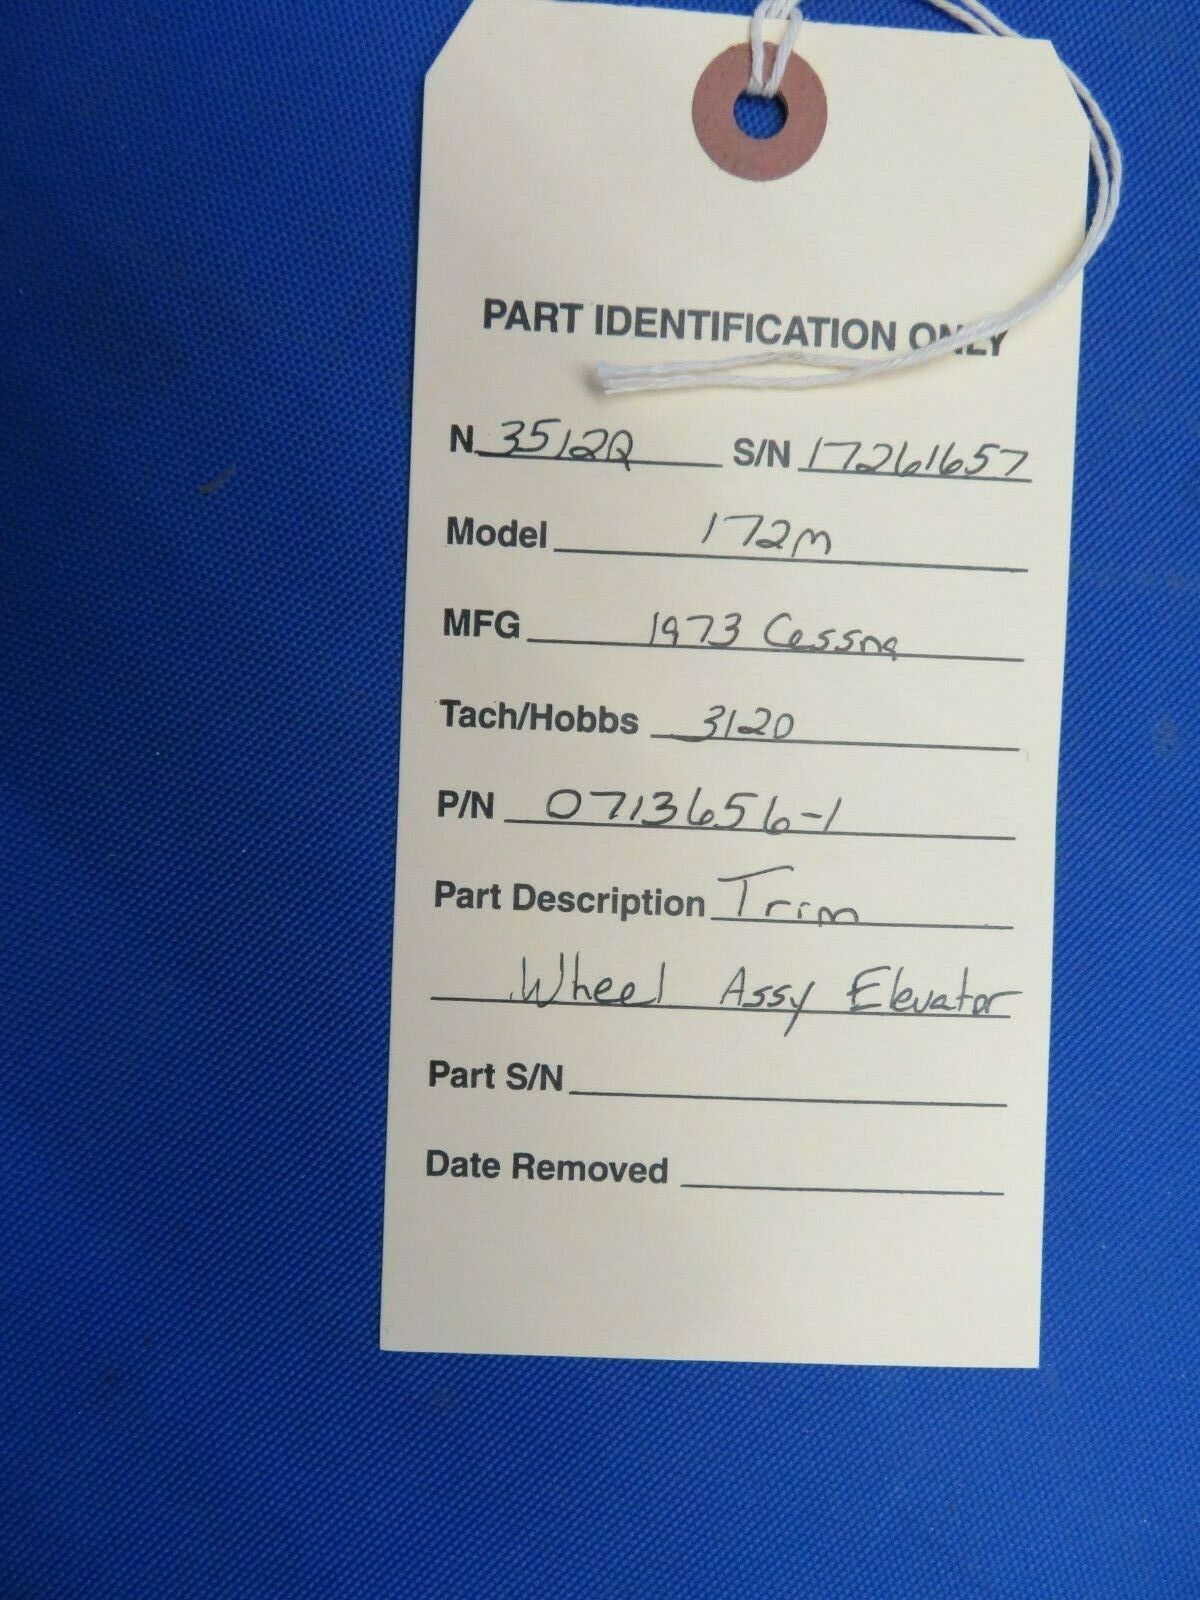 PART IDENTIFICATION ONLY
N 3512Q S/N 17261657
Model 172m
MFG 1973 Cessna
Tach/Hobbs 3120
P/N 0713656-1
Part Description Trim
Wheel Assy Elevator
Part S/N
Date Removed